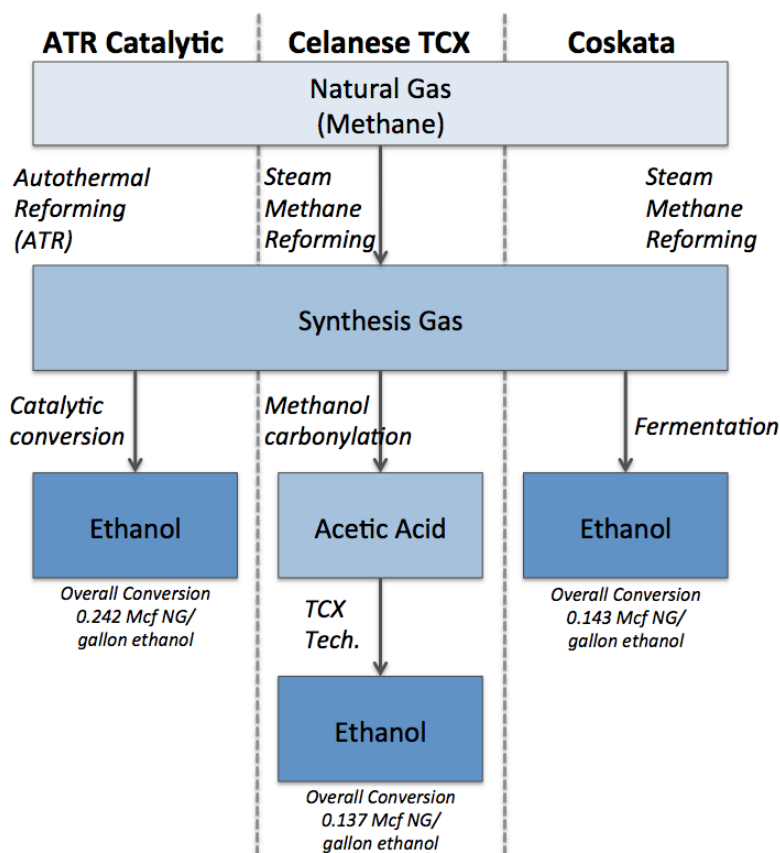 ATR Catalytic
Celanese TCX
Coskata
Natural Gas
(Methane)
Autothermal
Reforming
(ATR)
Steam
Methane
Reforming
Steam
Methane
Reforming
Synthesis Gas
Catalytic
conversion
Methanol
carbonylation
Fermentation
Ethanol
Acetic Acid
Ethanol
Overall Conversion
0.242 Mcf NG/
gallon ethanol
TCX
Tech.
Overall Conversion
0.143 Mcf NG/
gallon ethanol
Ethanol
Overall Conversion
0.137 Mcf NG/
gallon ethanol